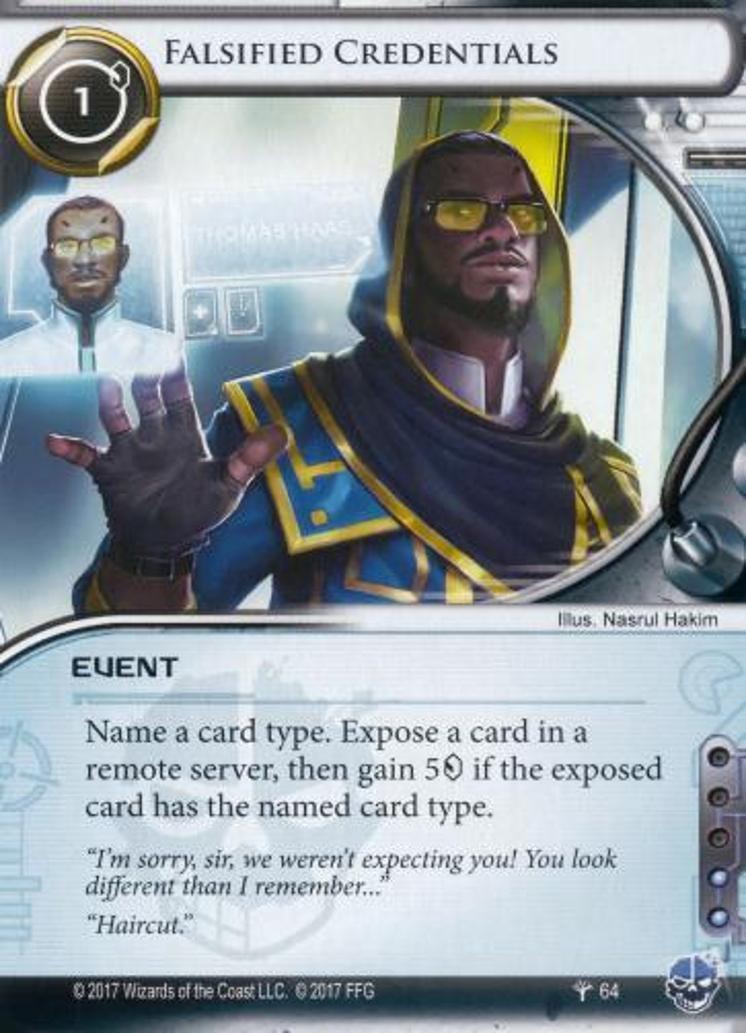 FALSIFIED CREDENTIALS
1
THOMAS HAAS
Illus. Nasrul Hakim
EVENT
Name a card type. Expose a card in a
remote server, then gain 5 if the exposed
card has the named card type.
“I’m sorry, sir, we weren’t expecting you! You look
different than I remember...”
“Haircut.”
© 2017 Wizards of the Coast LLC. © 2017 FFG
64